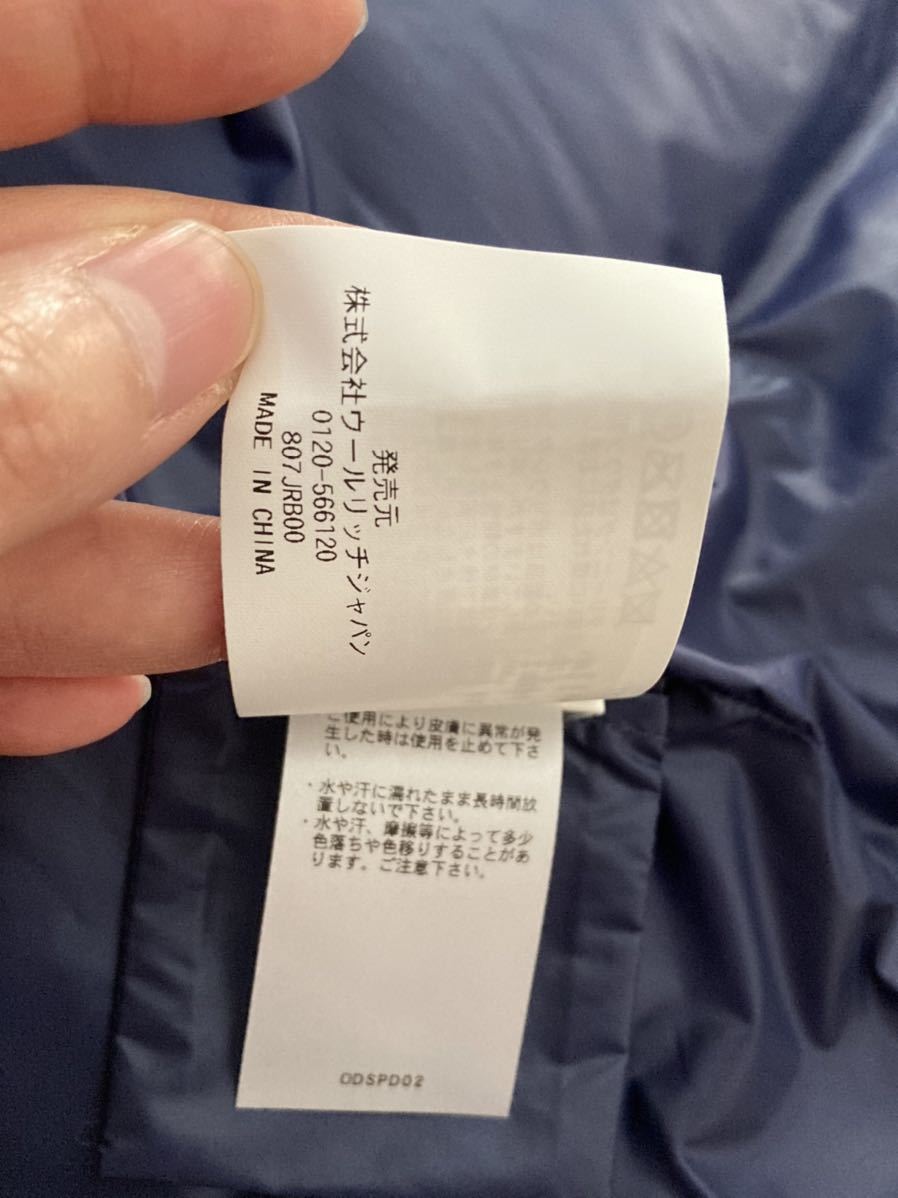 発売元
株式会社ウールリッチジャパン
0120-566120
807JRB00
MADE IN CHINA
ご使用により皮膚に異常が発
生した時は使用を止めて下さ
い。
・水や汗に濡れたまま長時間放
置しないで下さい。
・水や汗、摩擦等によって多少
色落ちや色移りすることがあ
ります。ご注意下さい。
ODSPD02